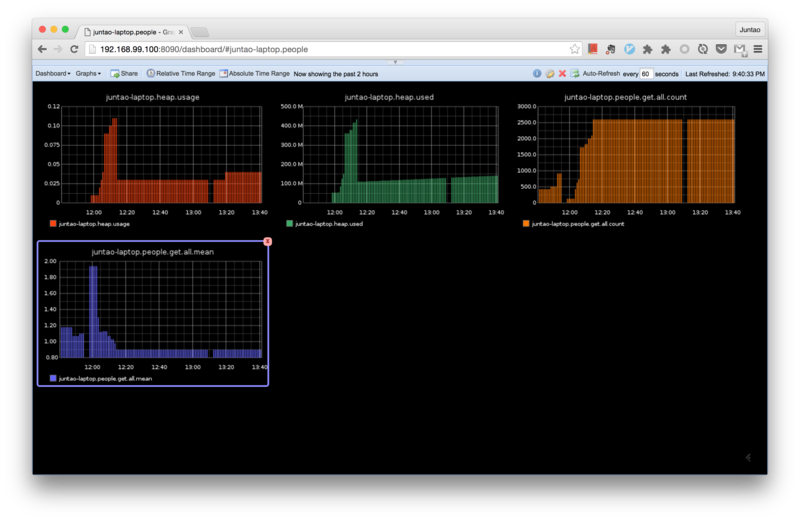 juntao-laptop.people - Gra
Juntao
192.168.99.100:8090/dashboard/#juntao-laptop.people
Dashboard Graphs Share Relative Time Range Absolute Time Range Now showing the past 2 hours Auto-Refresh every 60 seconds Last Refreshed: 9:40:33 PM
juntao-laptop.heap.usage
0.12
0.10
0.075
0.05
0.025
0
12:00 12:20 12:40 13:00 13:20 13:40
juntao-laptop.heap.usage
juntao-laptop.heap.used
500.0 M
400.0 M
300.0 M
200.0 M
100.0 M
0
12:00 12:20 12:40 13:00 13:20 13:40
juntao-laptop.heap.used
juntao-laptop.people.get.all.count
3000.0
2500.0
2000.0
1500.0
1000.0
500.0
0
12:00 12:20 12:40 13:00 13:20 13:40
juntao-laptop.people.get.all.count
juntao-laptop.people.get.all.mean
2.00
1.80
1.60
1.40
1.20
1.00
0.80
12:00 12:20 12:40 13:00 13:20 13:40
juntao-laptop.people.get.all.mean